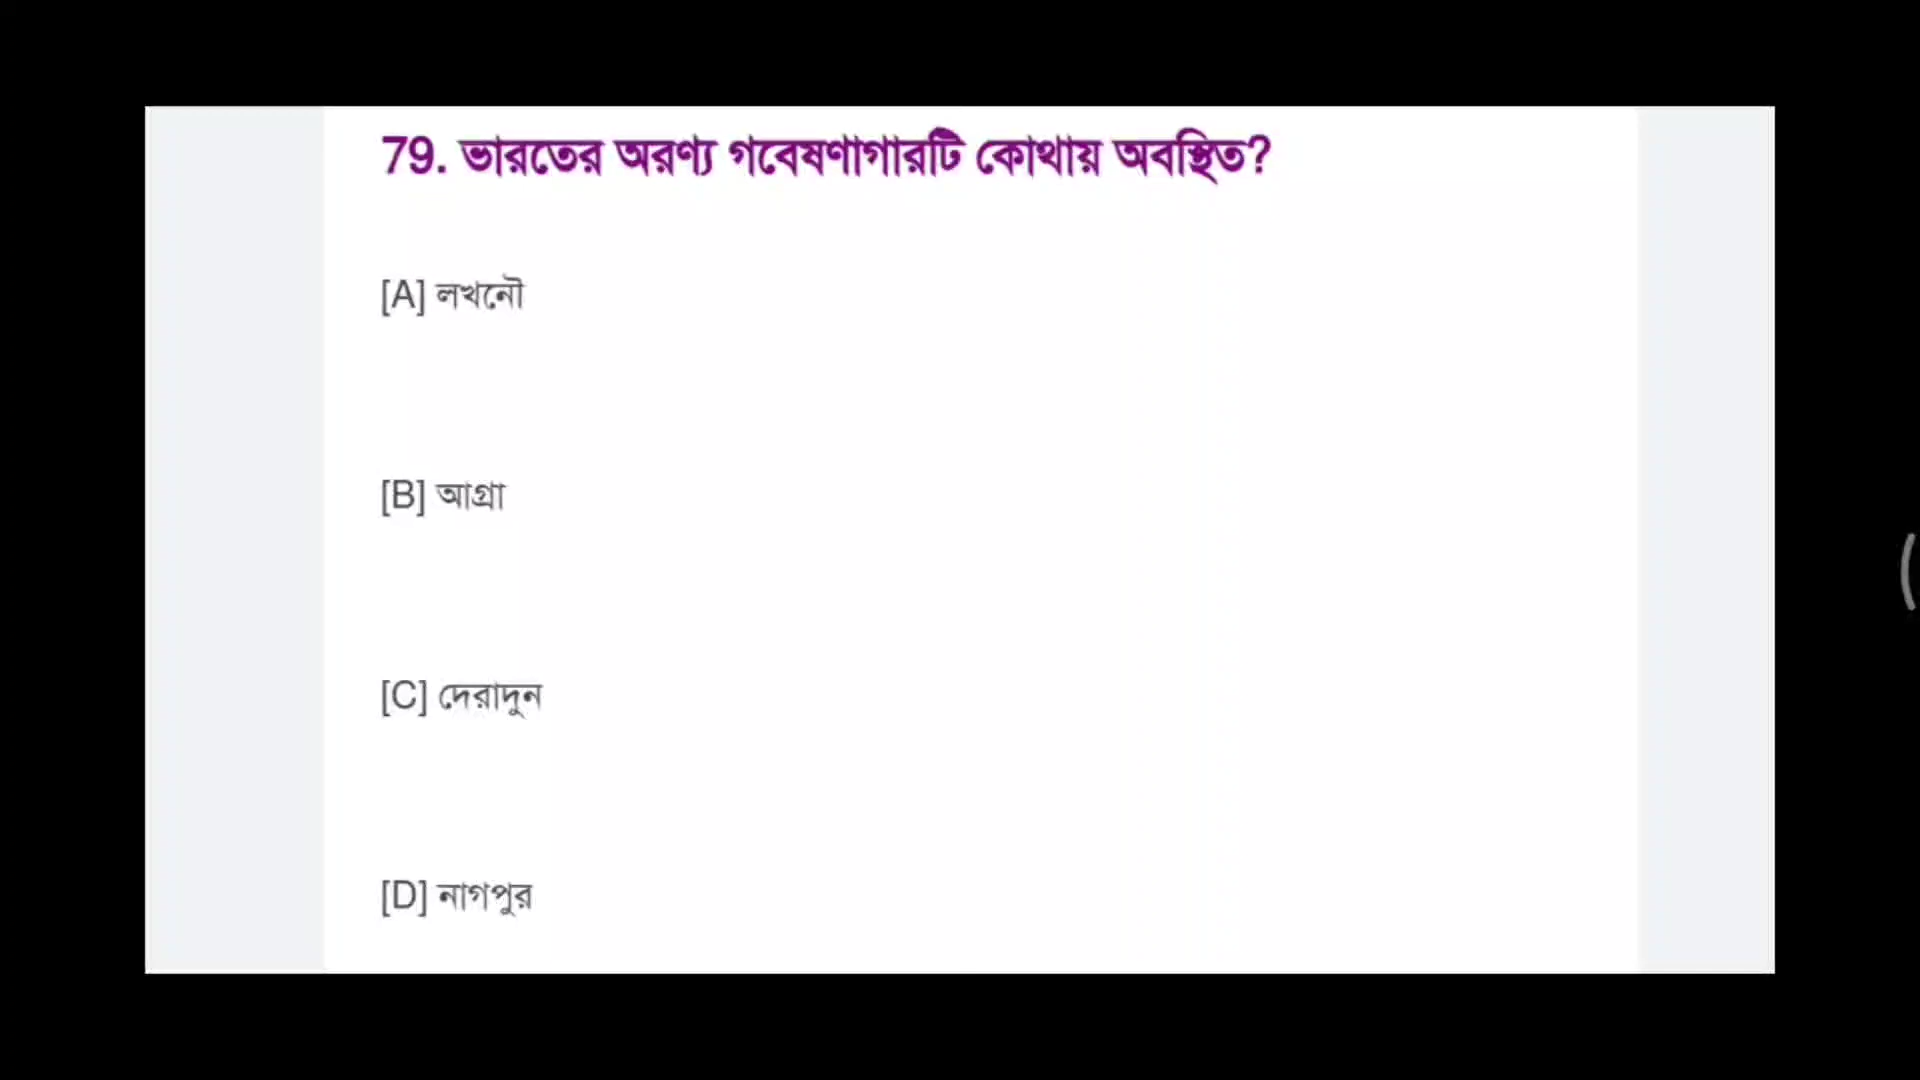 79. ভারতের অরণ্য গবেষণাগারটি কোথায় অবস্থিত?
[A] লখনৌ
[B] আগ্রা
[C] দেরাদুন
[D] নাগপুর